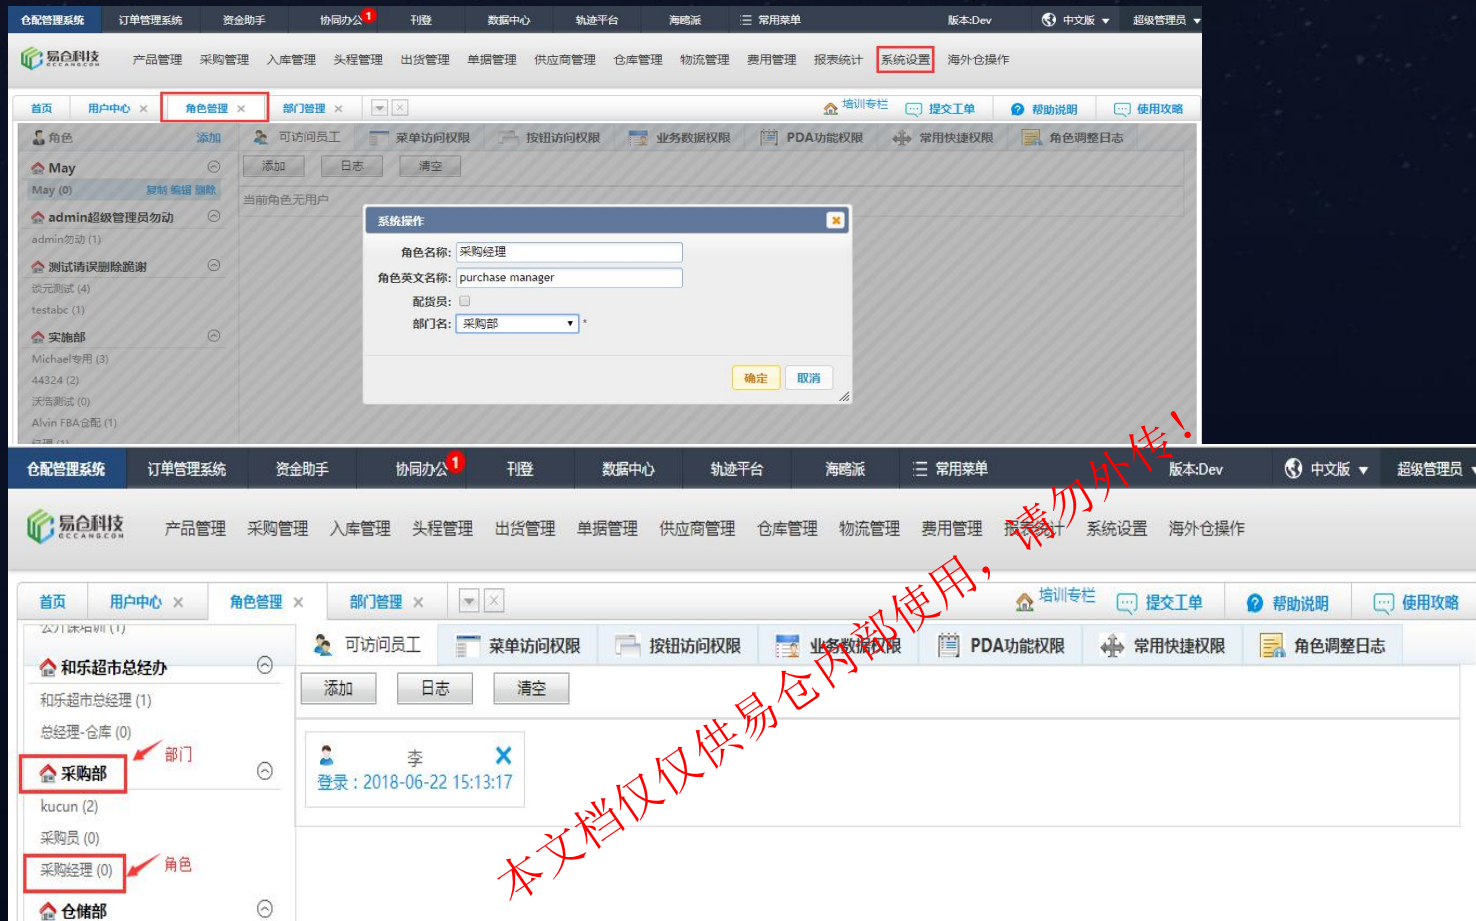 仓配管理系统 订单管理系统 资金助手 协同办公 1 刊登 数据中心 轨迹平台 海鸥派 常用菜单 版本:Dev 中文版 超级管理员
易仓科技 ECCANG.COM 产品管理 采购管理 入库管理 头程管理 出货管理 单据管理 供应商管理 仓库管理 物流管理 费用管理 报表统计 系统设置 海外仓操作
首页 用户中心 角色管理 部门管理 培训专栏 提交工单 帮助说明 使用攻略
角色 添加 可访问员工 菜单访问权限 按钮访问权限 业务数据权限 PDA功能权限 常用快捷权限 角色调整日志
May 添加 日志 清空
May (0) 复制 编辑 删除
当前角色无用户
admin超级管理员勿动
admin勿动 (1)
测试请误删除跪谢
谈元测试 (4)
testabc (1)
实施部
Michael专用 (3)
44324 (2)
沃浩测试 (0)
Alvin FBA仓配 (1)
经理 (1)
系统操作
角色名称: 采购经理
角色英文名称: purchase manager
配货员:
部门名: 采购部 *
确定 取消
仓配管理系统 订单管理系统 资金助手 协同办公 1 刊登 数据中心 轨迹平台 海鸥派 常用菜单 版本:Dev 中文版 超级管理员
易仓科技 ECCANG.COM 产品管理 采购管理 入库管理 头程管理 出货管理 单据管理 供应商管理 仓库管理 物流管理 费用管理 报表统计 系统设置 海外仓操作
首页 用户中心 角色管理 部门管理 培训专栏 提交工单 帮助说明 使用攻略
公开课培训 (1)
可访问员工 菜单访问权限 按钮访问权限 业务数据权限 PDA功能权限 常用快捷权限 角色调整日志
和乐超市总经办
添加 日志 清空
和乐超市总经理 (1)
总经理-仓库 (0)
部门
采购部
李
登录 : 2018-06-22 15:13:17
kucun (2)
采购员 (0)
采购经理 (0)
角色
仓储部
本文档仅仅供易仓内部使用，请勿外传！